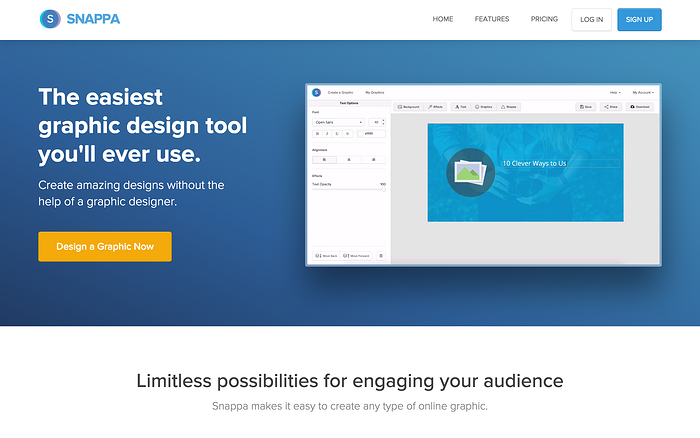 S SNAPPA
HOME FEATURES PRICING LOG IN SIGN UP
The easiest
graphic design tool
you'll ever use.
Create amazing designs without the
help of a graphic designer.
Design a Graphic Now
S Create a Graphic My Graphics Help My Account
Text Options
Background Effects Text Graphics Shapes Save Share Download
Font
Open Sans
B I
Alignment
Effects
Text Opacity 100
Move Back Move Forward
10 Clever Ways to Us
Limitless possibilities for engaging your audience
Snappa makes it easy to create any type of online graphic.